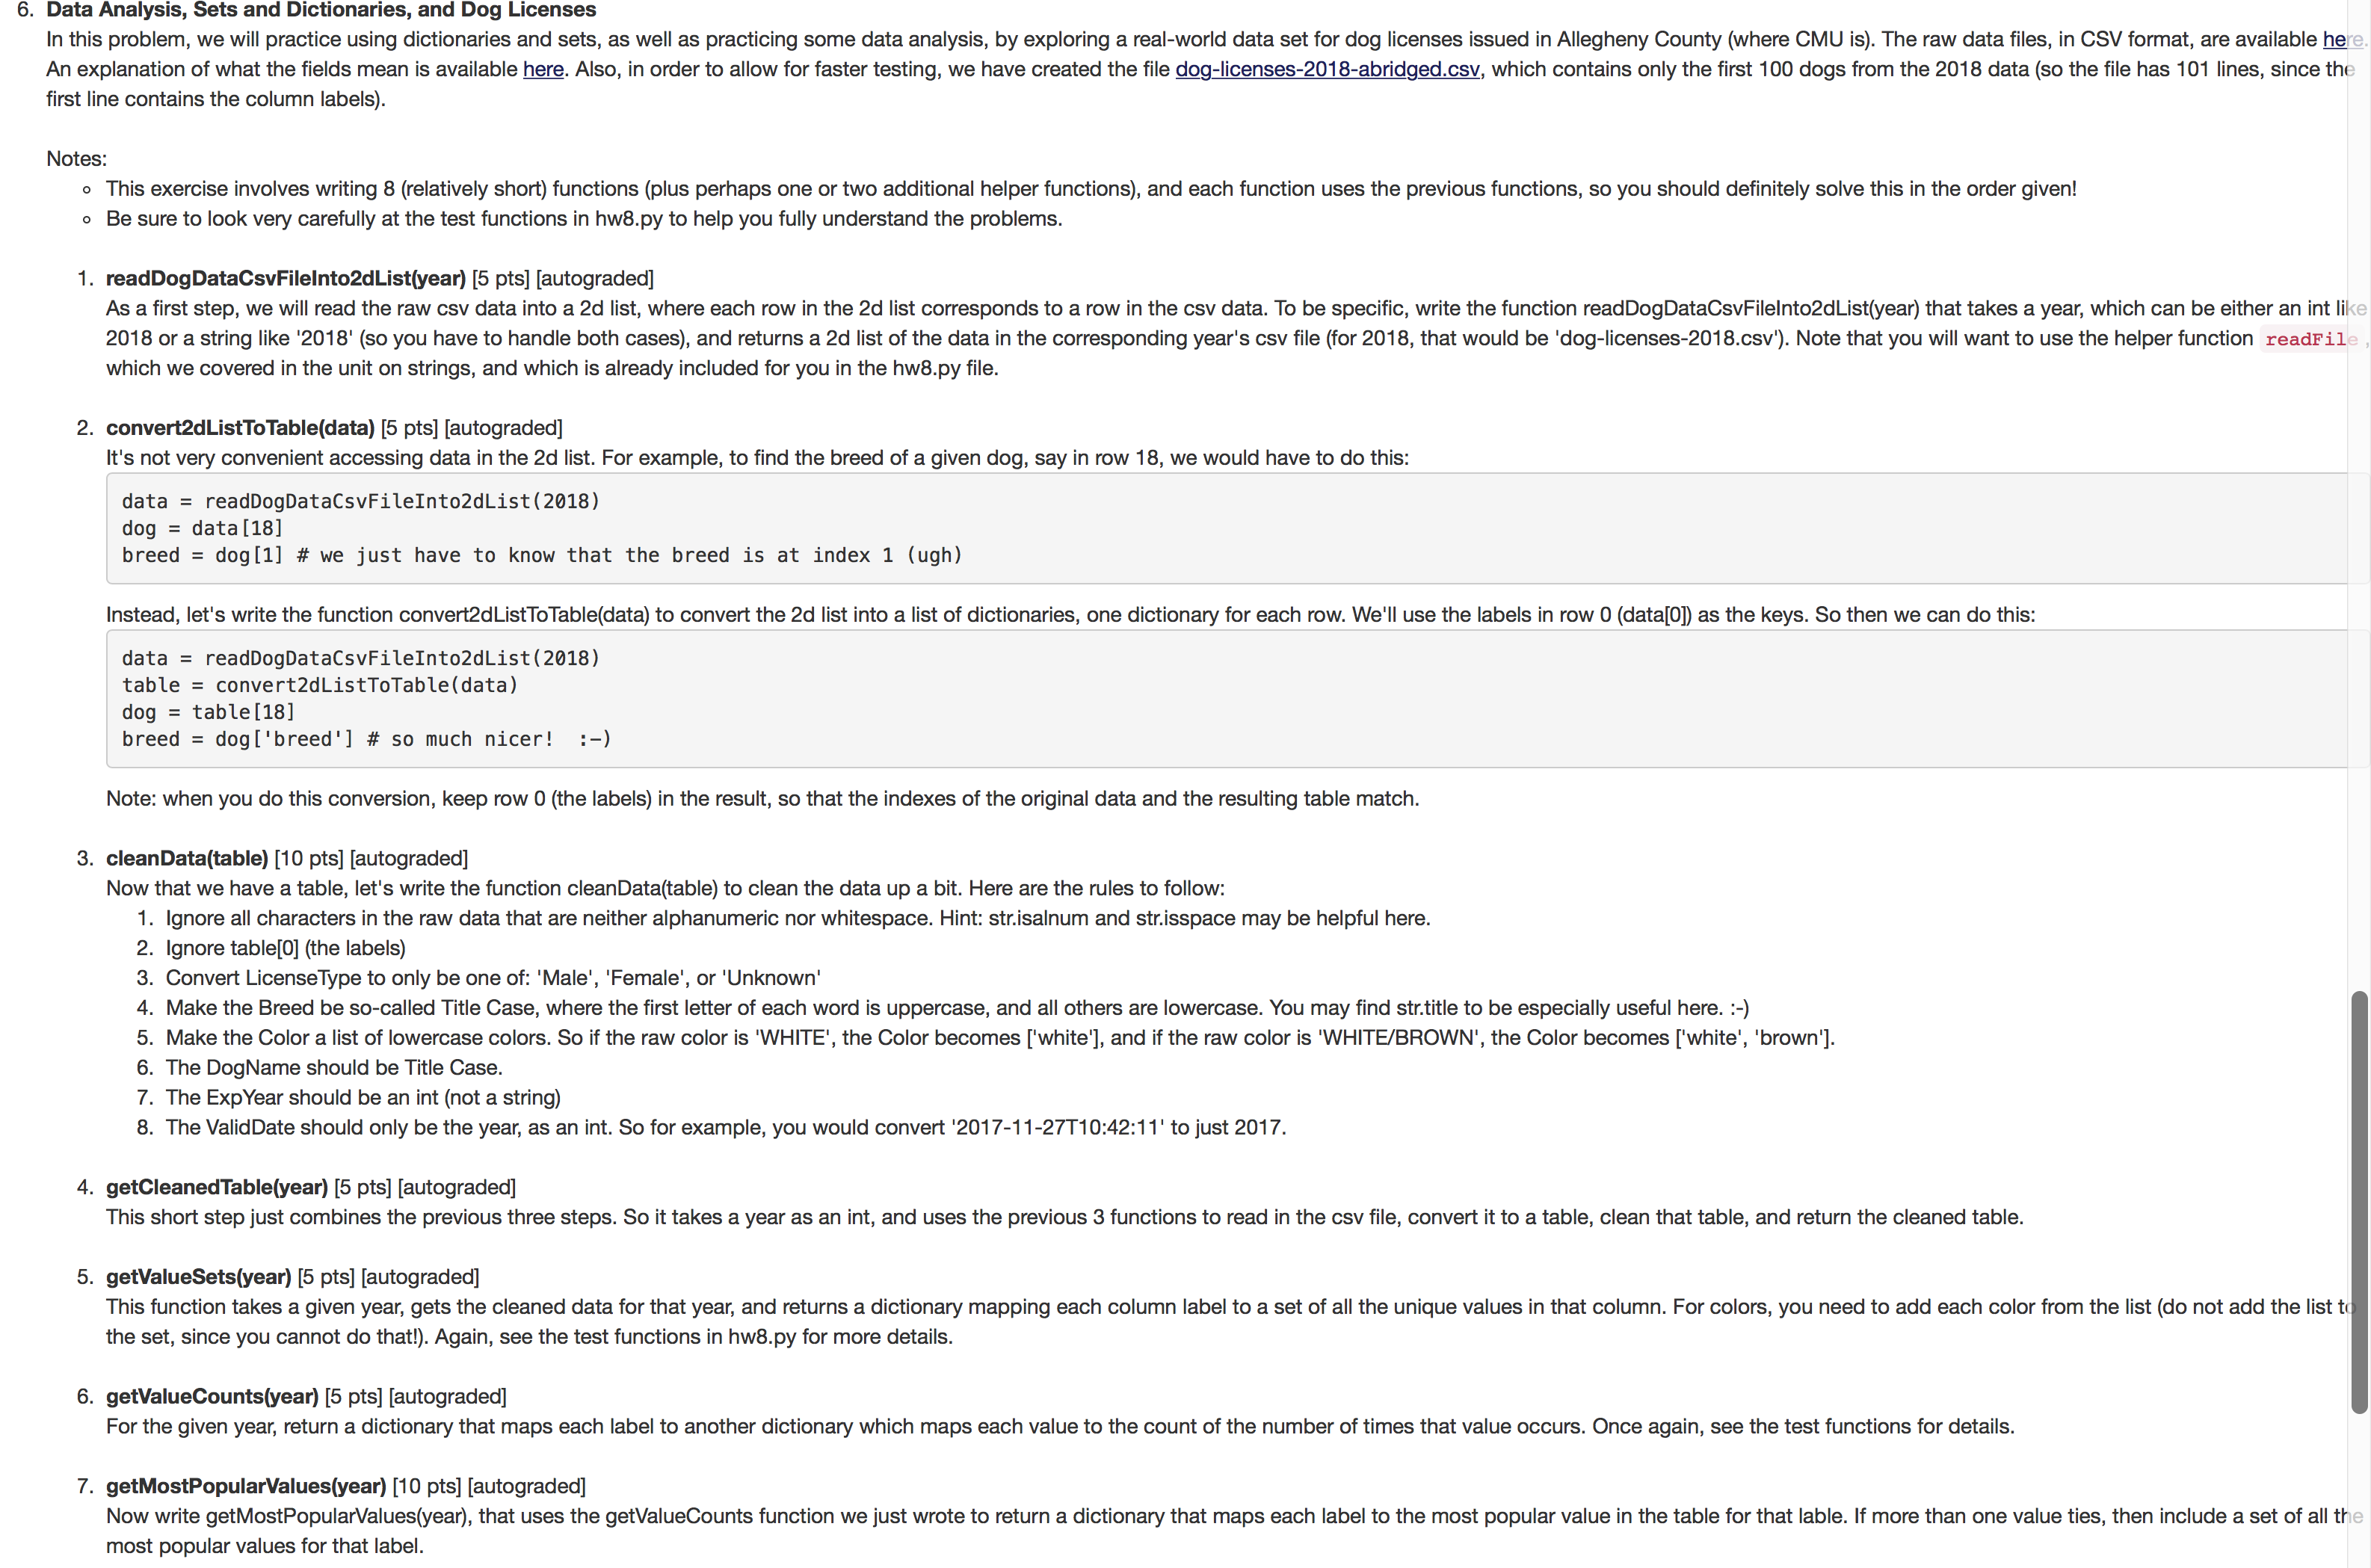 6. Data Analysis, Sets and Dictionaries, and Dog Licenses
In this problem, we will practice using dictionaries and sets, as well as practicing some data analysis, by exploring a real-world data set for dog licenses issued in Allegheny County (where CMU is). The raw data files, in CSV format, are available here.
An explanation of what the fields mean is available here. Also, in order to allow for faster testing, we have created the file dog-licenses-2018-abridged.csv, which contains only the first 100 dogs from the 2018 data (so the file has 101 lines, since the
first line contains the column labels).
Notes:
◦ This exercise involves writing 8 (relatively short) functions (plus perhaps one or two additional helper functions), and each function uses the previous functions, so you should definitely solve this in the order given!
◦ Be sure to look very carefully at the test functions in hw8.py to help you fully understand the problems.
1. readDogDataCsvFileInto2dList(year) [5 pts] [autograded]
As a first step, we will read the raw csv data into a 2d list, where each row in the 2d list corresponds to a row in the csv data. To be specific, write the function readDogDataCsvFileInto2dList(year) that takes a year, which can be either an int like
2018 or a string like '2018' (so you have to handle both cases), and returns a 2d list of the data in the corresponding year's csv file (for 2018, that would be 'dog-licenses-2018.csv'). Note that you will want to use the helper function readFile,
which we covered in the unit on strings, and which is already included for you in the hw8.py file.
2. convert2dListToTable(data) [5 pts] [autograded]
It's not very convenient accessing data in the 2d list. For example, to find the breed of a given dog, say in row 18, we would have to do this:
data = readDogDataCsvFileInto2dList(2018)
dog = data[18]
breed = dog[1] # we just have to know that the breed is at index 1 (ugh)
Instead, let's write the function convert2dListToTable(data) to convert the 2d list into a list of dictionaries, one dictionary for each row. We'll use the labels in row 0 (data[0]) as the keys. So then we can do this:
data = readDogDataCsvFileInto2dList(2018)
table = convert2dListToTable(data)
dog = table[18]
breed = dog['breed'] # so much nicer!  :-)
Note: when you do this conversion, keep row 0 (the labels) in the result, so that the indexes of the original data and the resulting table match.
3. cleanData(table) [10 pts] [autograded]
Now that we have a table, let's write the function cleanData(table) to clean the data up a bit. Here are the rules to follow:
1. Ignore all characters in the raw data that are neither alphanumeric nor whitespace. Hint: str.isalnum and str.isspace may be helpful here.
2. Ignore table[0] (the labels)
3. Convert LicenseType to only be one of: 'Male', 'Female', or 'Unknown'
4. Make the Breed be so-called Title Case, where the first letter of each word is uppercase, and all others are lowercase. You may find str.title to be especially useful here. :-)
5. Make the Color a list of lowercase colors. So if the raw color is 'WHITE', the Color becomes ['white'], and if the raw color is 'WHITE/BROWN', the Color becomes ['white', 'brown'].
6. The DogName should be Title Case.
7. The ExpYear should be an int (not a string)
8. The ValidDate should only be the year, as an int. So for example, you would convert '2017-11-27T10:42:11' to just 2017.
4. getCleanedTable(year) [5 pts] [autograded]
This short step just combines the previous three steps. So it takes a year as an int, and uses the previous 3 functions to read in the csv file, convert it to a table, clean that table, and return the cleaned table.
5. getValueSets(year) [5 pts] [autograded]
This function takes a given year, gets the cleaned data for that year, and returns a dictionary mapping each column label to a set of all the unique values in that column. For colors, you need to add each color from the list (do not add the list to
the set, since you cannot do that!). Again, see the test functions in hw8.py for more details.
6. getValueCounts(year) [5 pts] [autograded]
For the given year, return a dictionary that maps each label to another dictionary which maps each value to the count of the number of times that value occurs. Once again, see the test functions for details.
7. getMostPopularValues(year) [10 pts] [autograded]
Now write getMostPopularValues(year), that uses the getValueCounts function we just wrote to return a dictionary that maps each label to the most popular value in the table for that lable. If more than one value ties, then include a set of all the
most popular values for that label.